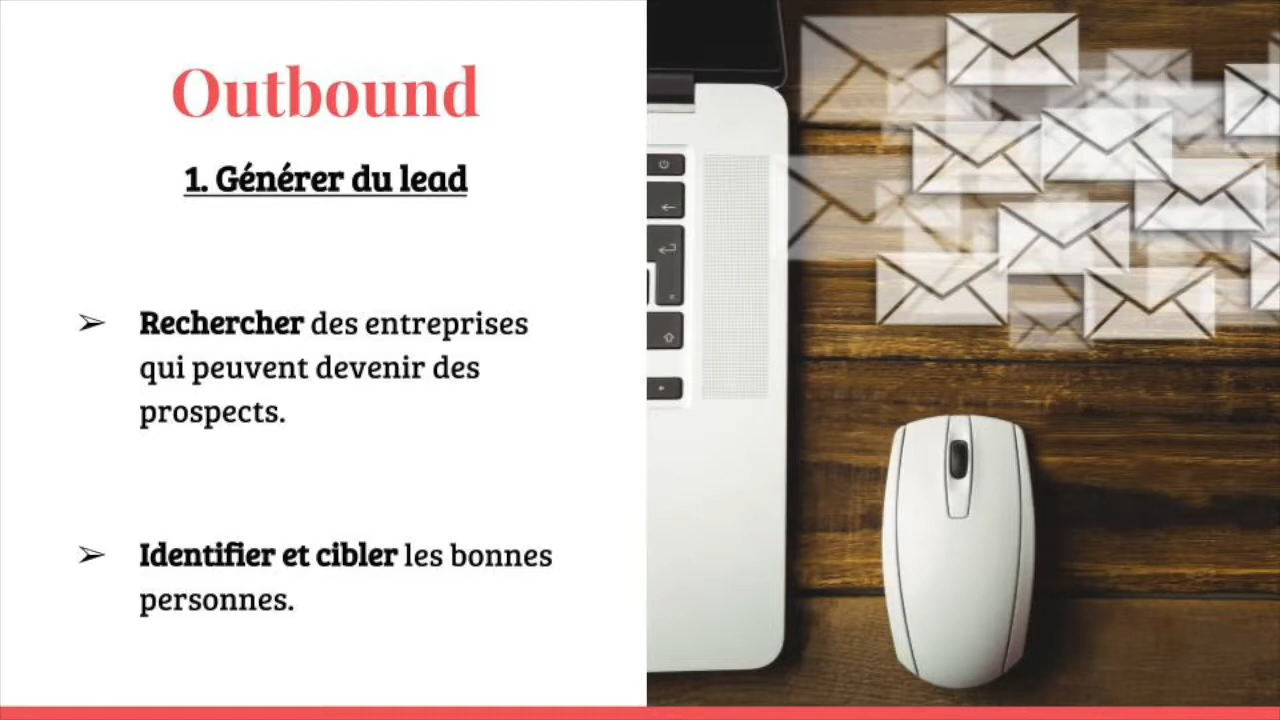 Outbound
1. Générer du lead
➢ Rechercher des entreprises
qui peuvent devenir des
prospects.
➢ Identifier et cibler les bonnes
personnes.